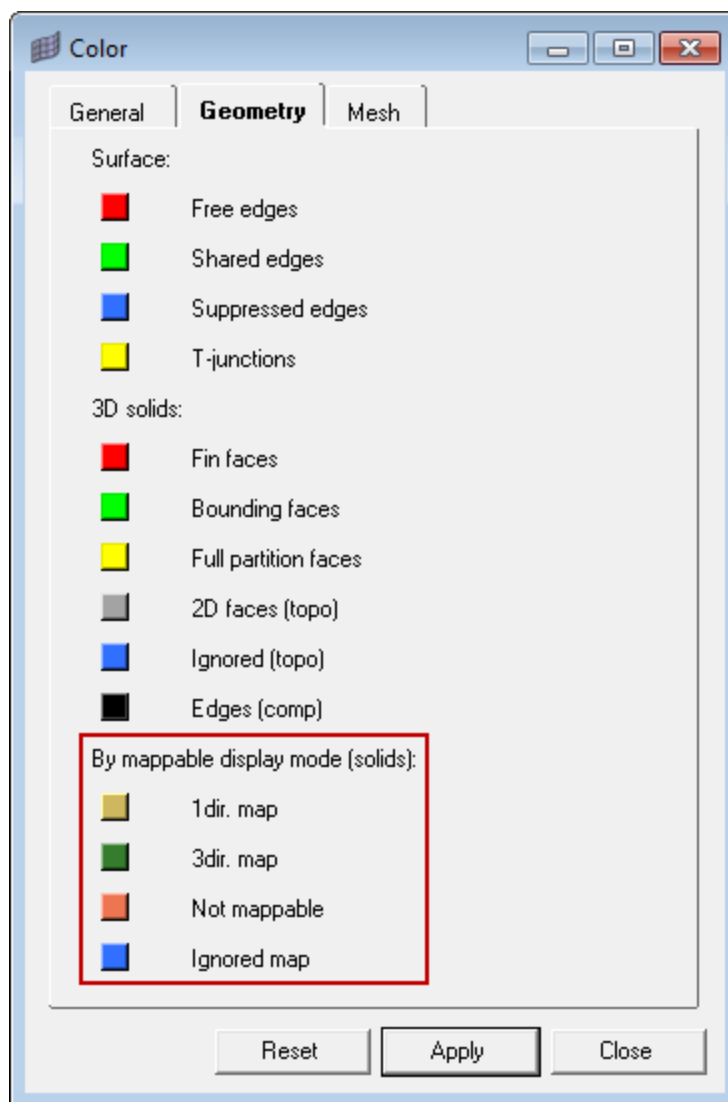 Color
General Geometry Mesh
Surface:
Free edges
Shared edges
Suppressed edges
T-junctions
3D solids:
Fin faces
Bounding faces
Full partition faces
2D faces (topo)
Ignored (topo)
Edges (comp)
By mappable display mode (solids):
1dir. map
3dir. map
Not mappable
Ignored map
Reset Apply Close